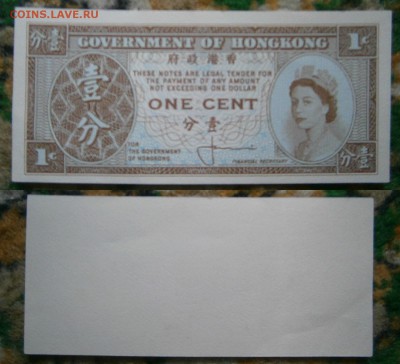 COINS.LAVE.RU
分壹
GOVERNMENT OF HONGKONG
1¢
府政港香
THESE NOTES ARE LEGAL TENDER FOR
THE PAYMENT OF ANY AMOUNT
NOT EXCEEDING ONE DOLLAR
壹分
ONE CENT
分壹
FOR
THE GOVERNMENT
OF HONGKONG
FINANCIAL SECRETARY
1¢
分壹